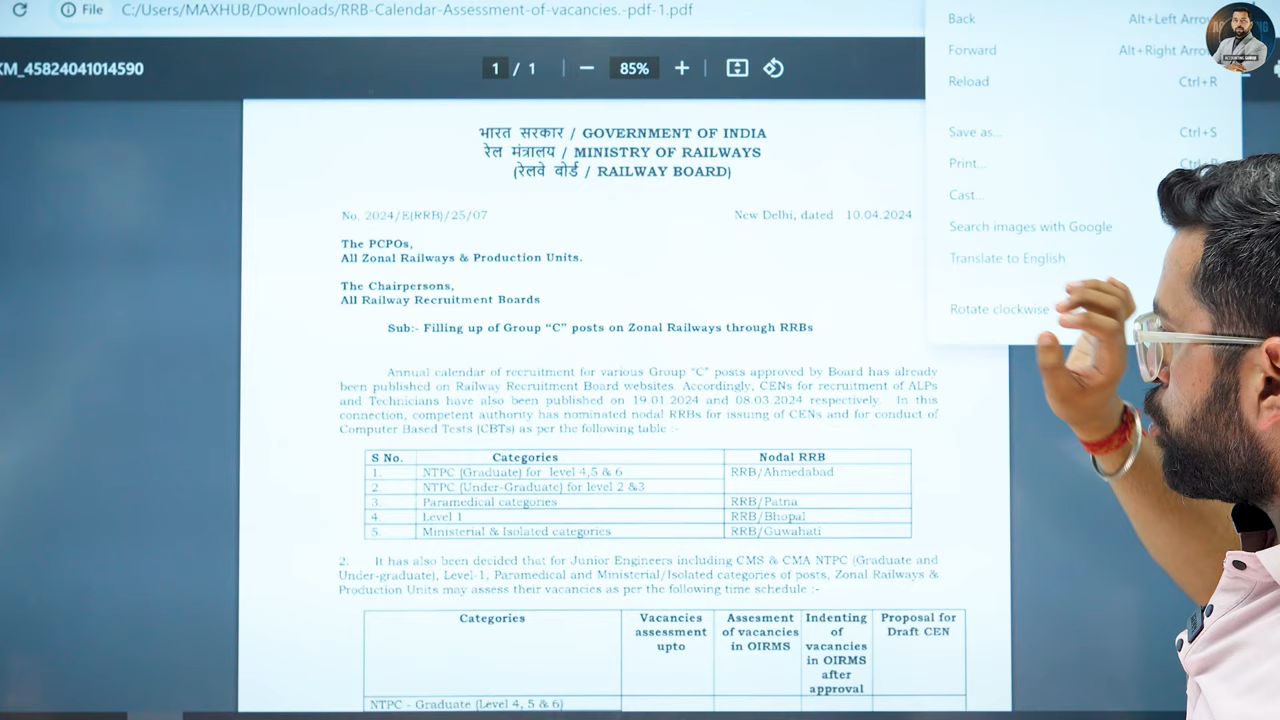 File C:/Users/MAXHUB/Downloads/RRB-Calendar-Assessment-of-vacancies.-pdf-1.pdf
KM_45824041014590
1 / 1 — 85% +
Back Alt+Left
Forward Alt+Right
Reload Ctrl+R
Save as... Ctrl+S
Print...
Cast...
Search images with Google
Translate to English
Rotate clockwise
भारत सरकार / GOVERNMENT OF INDIA
रेल मंत्रालय / MINISTRY OF RAILWAYS
(रेलवे बोर्ड / RAILWAY BOARD)
No. 2024/E(RRB)/25/07 New Delhi, dated 10.04.2024
The PCPOs,
All Zonal Railways & Production Units.
The Chairpersons,
All Railway Recruitment Boards
Sub:- Filling up of Group “C” posts on Zonal Railways through RRBs
Annual calendar of recruitment for various Group “C” posts approved by Board has already
been published on Railway Recruitment Board websites. Accordingly, CENs for recruitment of ALPs
and Technicians have also been published on 19.01.2024 and 08.03.2024 respectively. In this
connection, competent authority has nominated nodal RRBs for issuing of CENs and for conduct of
Computer Based Tests (CBTs) as per the following table :-
S No. Categories Nodal RRB
1. NTPC (Graduate) for level 4,5 & 6 RRB/Ahmedabad
2. NTPC (Under-Graduate) for level 2 &3
3. Paramedical categories RRB/Patna
4. Level 1 RRB/Bhopal
5. Ministerial & Isolated categories RRB/Guwahati
2. It has also been decided that for Junior Engineers including CMS & CMA NTPC (Graduate and
Under-graduate), Level-1, Paramedical and Ministerial/Isolated categories of posts, Zonal Railways &
Production Units may assess their vacancies as per the following time schedule :-
Categories Vacancies Assesment Indenting Proposal for
assessment of vacancies of Draft CEN
upto in OIRMS vacancies
in OIRMS
after
approval
NTPC - Graduate (Level 4, 5 & 6)